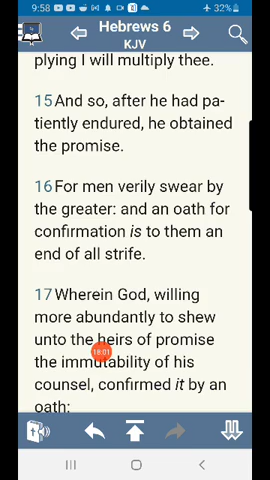 9:58 32%
Hebrews 6
KJV
plying I will multiply thee.
15 And so, after he had pa-
tiently endured, he obtained
the promise.
16 For men verily swear by
the greater: and an oath for
confirmation is to them an
end of all strife.
17 Wherein God, willing
more abundantly to shew
unto the heirs of promise
18:01
the immutability of his
counsel, confirmed it by an
oath: